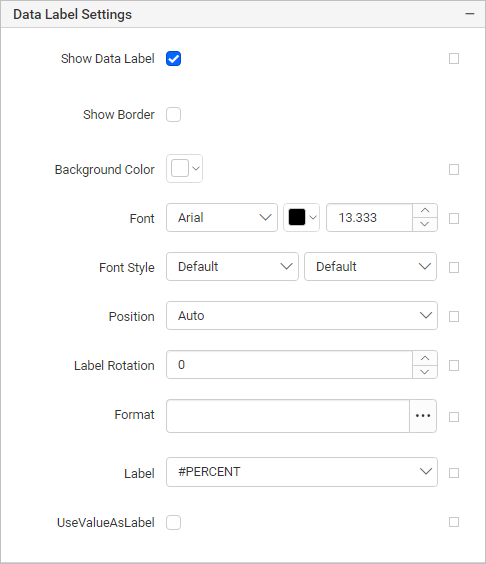 Data Label Settings
Show Data Label
Show Border
Background Color
Font Arial 13.333
Font Style Default Default
Position Auto
Label Rotation 0
Format ...
Label #PERCENT
UseValueAsLabel